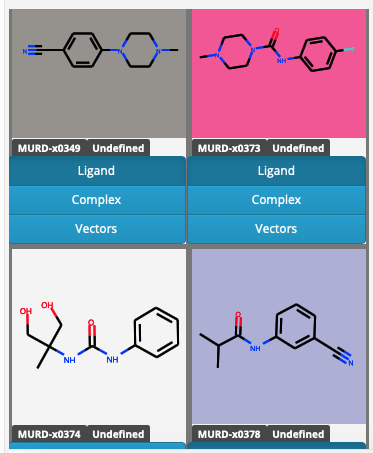 N
N
N
MURD-x0349 Undefined
N
N
O
NH
F
MURD-x0373 Undefined
Ligand
Complex
Vectors
Ligand
Complex
Vectors
OH
OH
O
NH
NH
MURD-x0374 Undefined
O
NH
N
MURD-x0378 Undefined